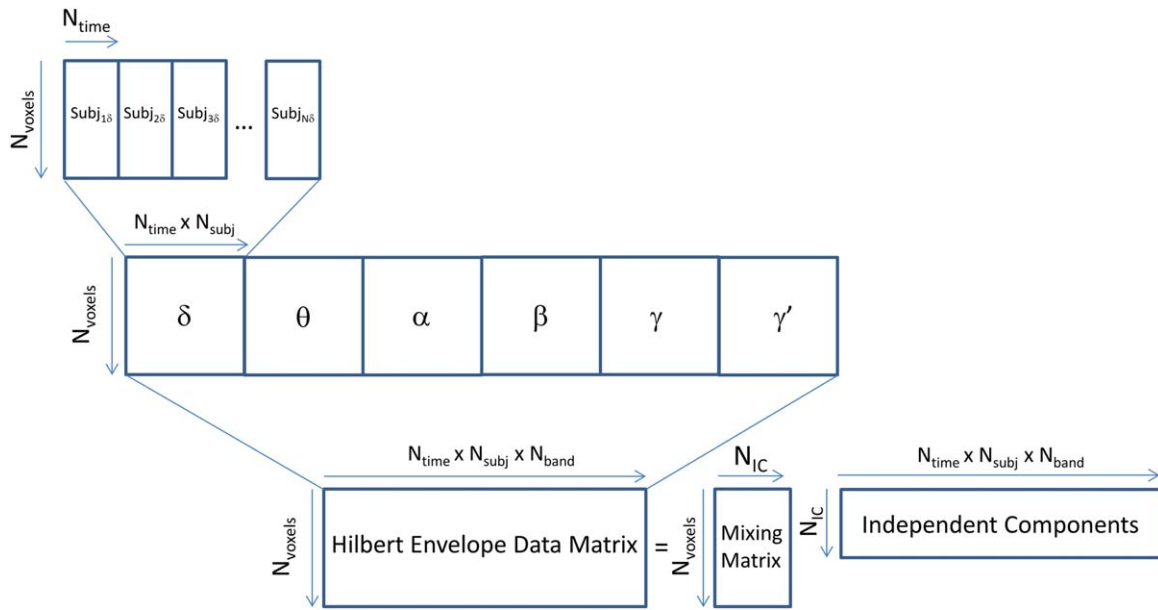 N_time
N_voxels
Subj_1δ Subj_2δ Subj_3δ ... Subj_Nδ
N_time x N_subj
N_voxels
δ θ α β γ γ’
N_time x N_subj x N_band
N_IC
N_time x N_subj x N_band
N_voxels
Hilbert Envelope Data Matrix
=
N_voxels
Mixing
Matrix
N_IC
Independent Components